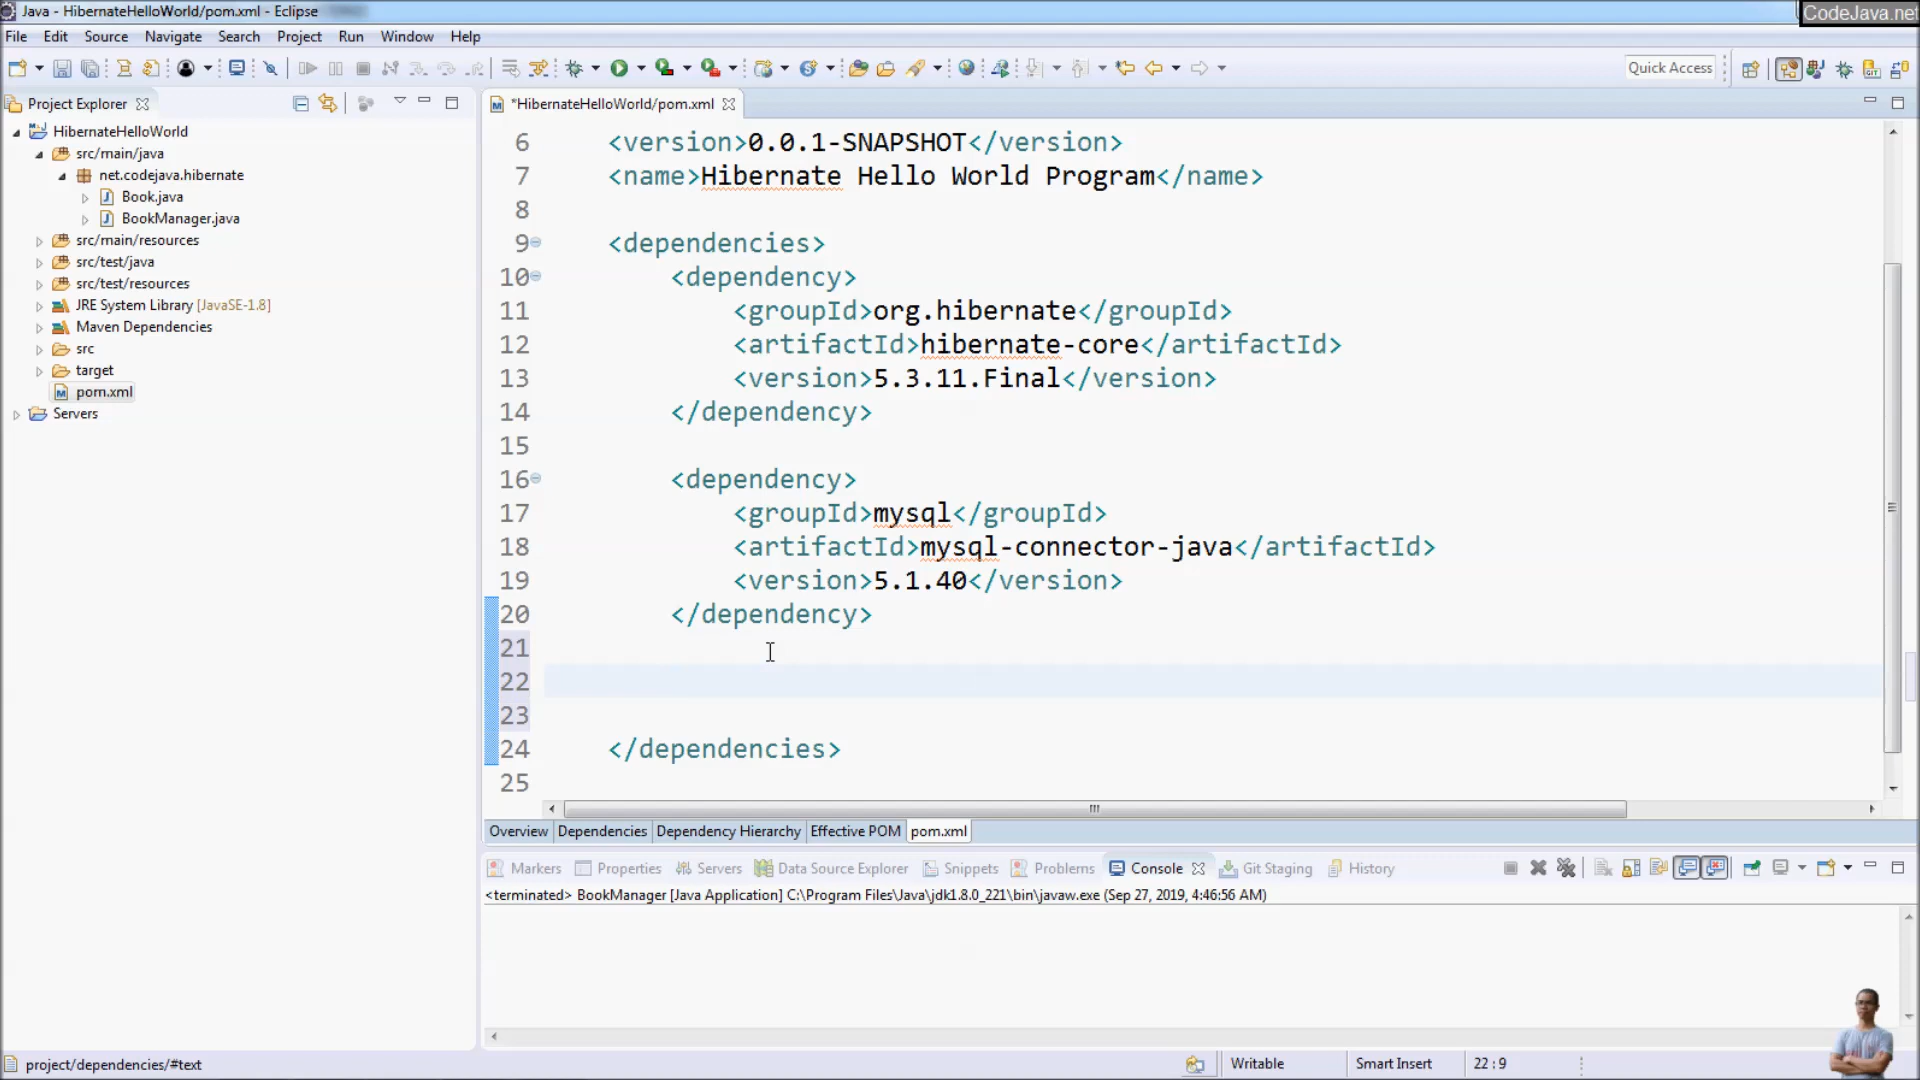 Java - HibernateHelloWorld/pom.xml - Eclipse
CodeJava.net
File Edit Source Navigate Search Project Run Window Help
Quick Access
Project Explorer
*HibernateHelloWorld/pom.xml
HibernateHelloWorld
src/main/java
net.codejava.hibernate
Book.java
BookManager.java
src/main/resources
src/test/java
src/test/resources
JRE System Library [JavaSE-1.8]
Maven Dependencies
src
target
pom.xml
Servers
6 <version>0.0.1-SNAPSHOT</version>
7 <name>Hibernate Hello World Program</name>
8
9 <dependencies>
10 <dependency>
11 <groupId>org.hibernate</groupId>
12 <artifactId>hibernate-core</artifactId>
13 <version>5.3.11.Final</version>
14 </dependency>
15
16 <dependency>
17 <groupId>mysql</groupId>
18 <artifactId>mysql-connector-java</artifactId>
19 <version>5.1.40</version>
20 </dependency>
21
22
23
24 </dependencies>
25
Overview Dependencies Dependency Hierarchy Effective POM pom.xml
Markers Properties Servers Data Source Explorer Snippets Problems Console Git Staging History
<terminated> BookManager [Java Application] C:\Program Files\Java\jdk1.8.0_221\bin\javaw.exe (Sep 27, 2019, 4:46:56 AM)
project/dependencies/#text Writable Smart Insert 22 : 9